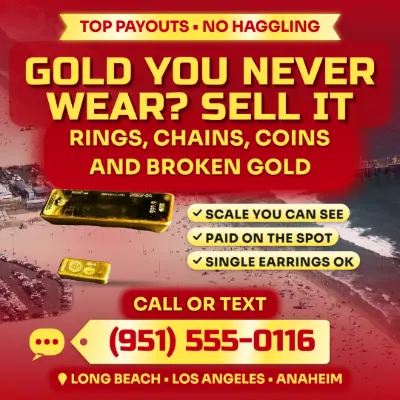 TOP PAYOUTS • NO HAGGLING
GOLD YOU NEVER
WEAR? SELL IT
RINGS, CHAINS, COINS
AND BROKEN GOLD
✓ SCALE YOU CAN SEE
✓ PAID ON THE SPOT
✓ SINGLE EARRINGS OK
CALL OR TEXT
(951) 555-0116
LONG BEACH • LOS ANGELES • ANAHEIM